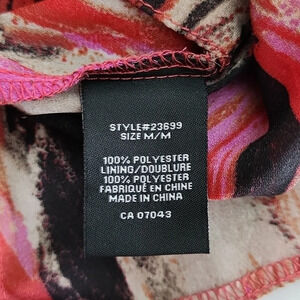 STYLE#23699
SIZE M/M
100% POLYESTER
LINING/DOUBLURE
100% POLYESTER
FABRIQUÉ EN CHINE
MADE IN CHINA
CA 07043